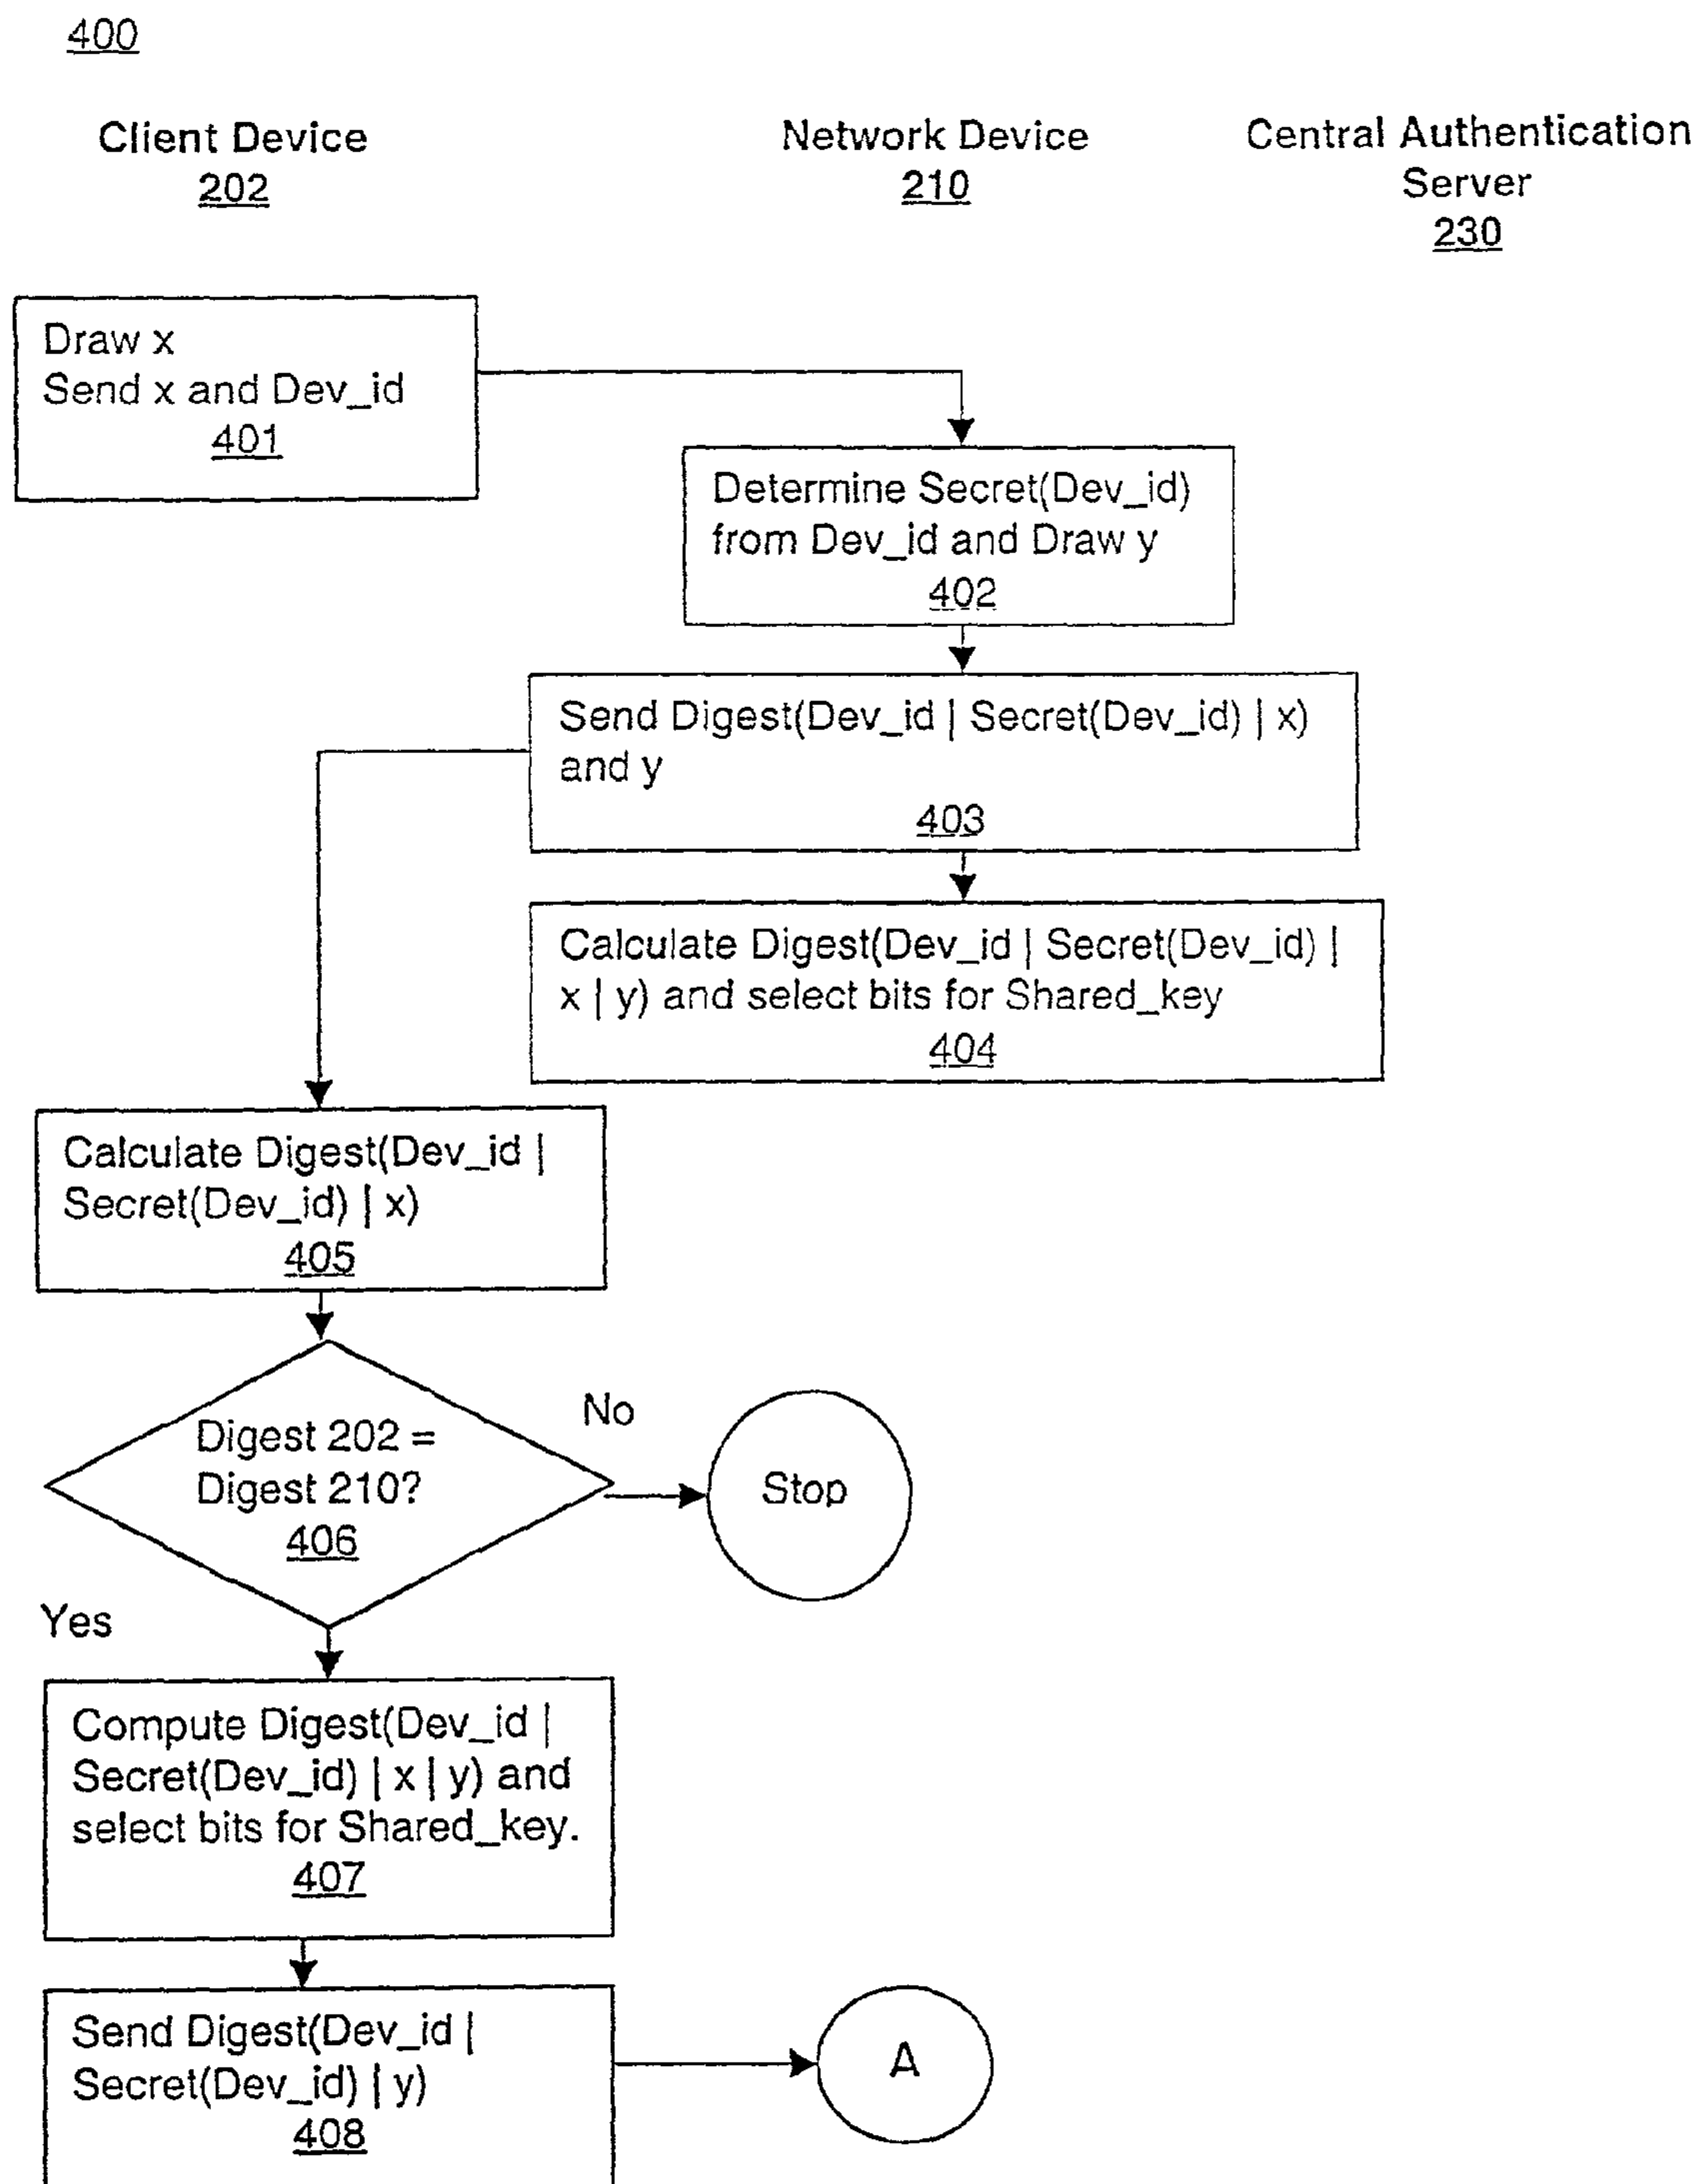 400
Client Device
202
Network Device
210
Central Authentication
Server
230
Draw x
Send x and Dev_id
401
Determine Secret(Dev_id)
from Dev_id and Draw y
402
Send Digest(Dev_id | Secret(Dev_id) | x)
and y
403
Calculate Digest(Dev_id | Secret(Dev_id) |
x | y) and select bits for Shared_key
404
Calculate Digest(Dev_id |
Secret(Dev_id) | x)
405
Digest 202 =
Digest 210?
406
No
Stop
Yes
Compute Digest(Dev_id |
Secret(Dev_id) | x | y) and
select bits for Shared_key.
407
Send Digest(Dev_id |
Secret(Dev_id) | y)
408
A